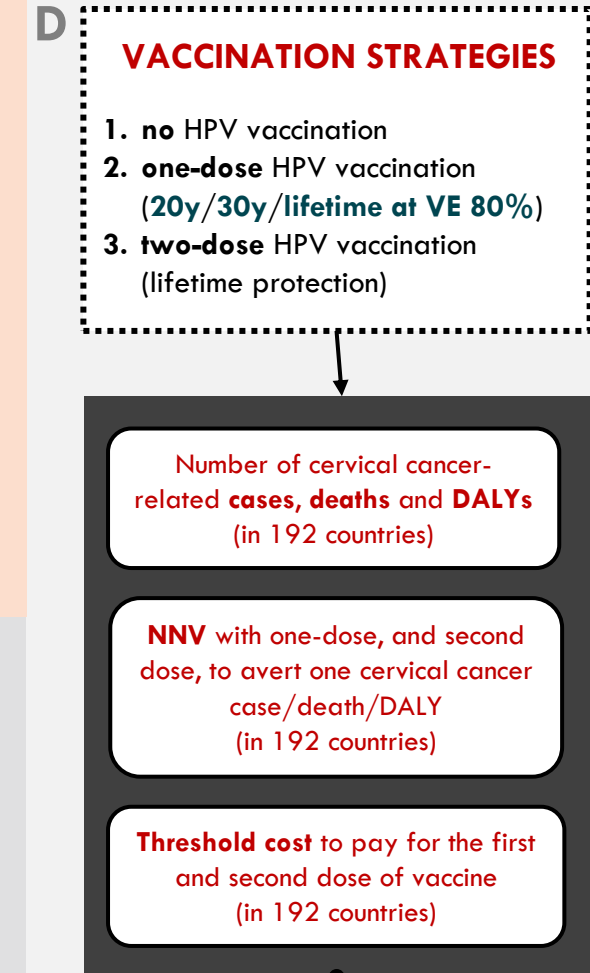 D
VACCINATION STRATEGIES
1. no HPV vaccination
2. one-dose HPV vaccination
(20y/30y/lifetime at VE 80%)
3. two-dose HPV vaccination
(lifetime protection)
Number of cervical cancer-
related cases, deaths and DALYs
(in 192 countries)
NNV with one-dose, and second
dose, to avert one cervical cancer
case/death/DALY
(in 192 countries)
Threshold cost to pay for the first
and second dose of vaccine
(in 192 countries)